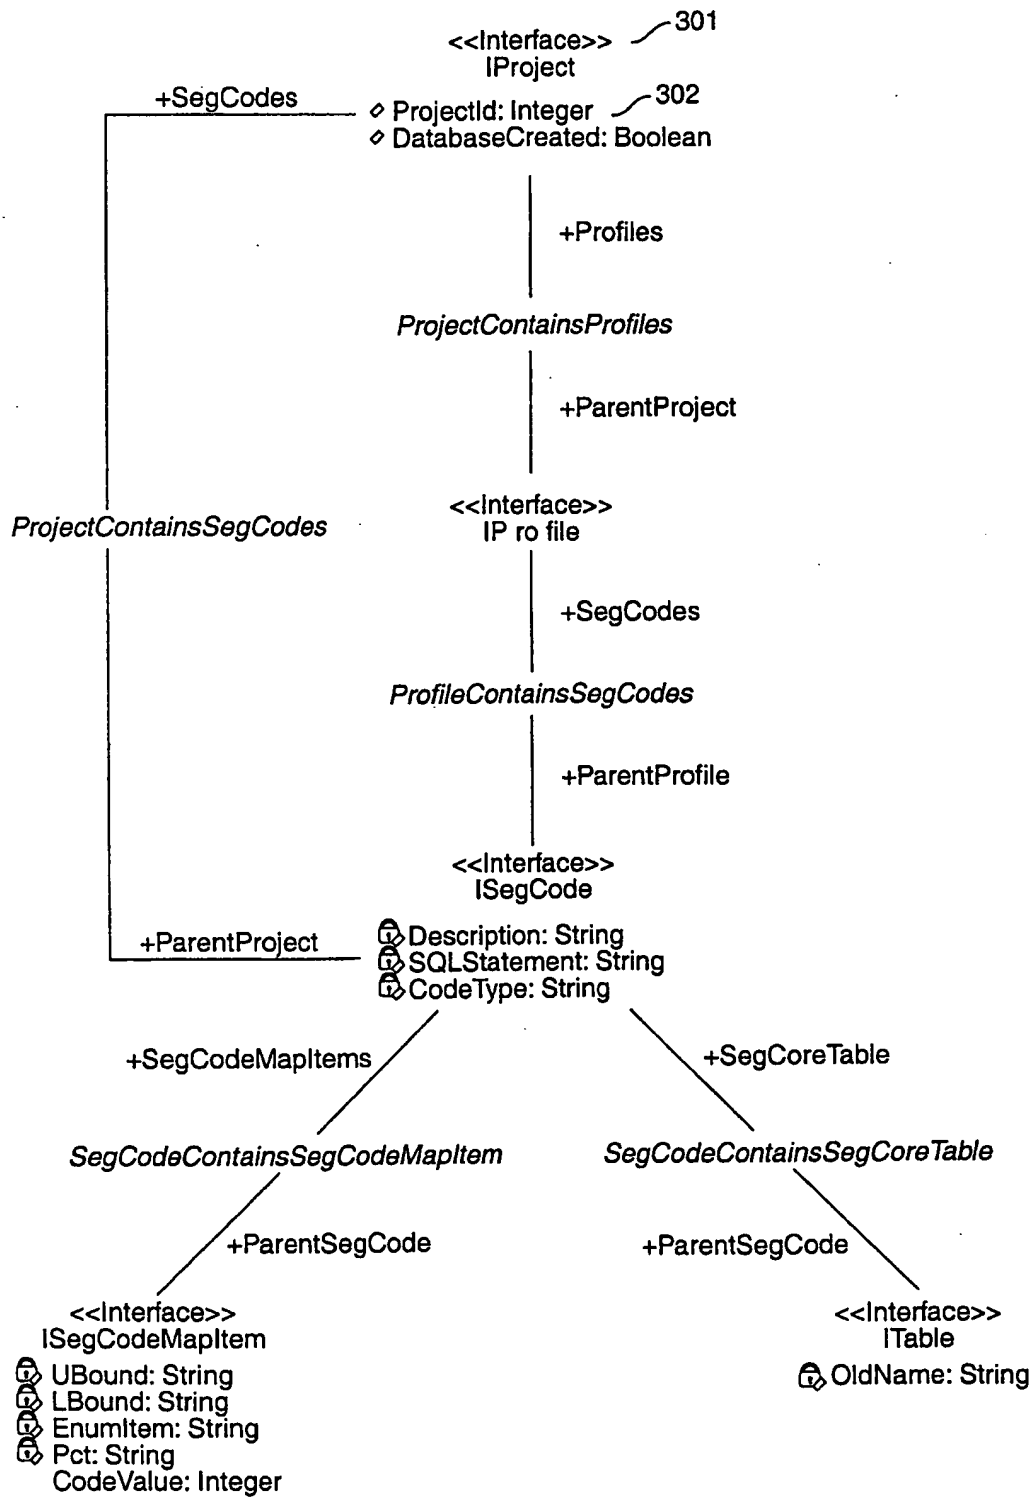 301
<<Interface>>
IProject
+SegCodes
302
ProjectId: Integer
DatabaseCreated: Boolean
+Profiles
ProjectContainsProfiles
+ParentProject
<<Interface>>
IP ro file
ProjectContainsSegCodes
+SegCodes
ProfileContainsSegCodes
+ParentProfile
<<Interface>>
ISegCode
+ParentProject
Description: String
SQLStatement: String
CodeType: String
+SegCodeMapItems
+SegCoreTable
SegCodeContainsSegCodeMapItem
SegCodeContainsSegCoreTable
+ParentSegCode
+ParentSegCode
<<Interface>>
ISegCodeMapItem
UBound: String
LBound: String
EnumItem: String
Pct: String
CodeValue: Integer
<<Interface>>
ITable
OldName: String